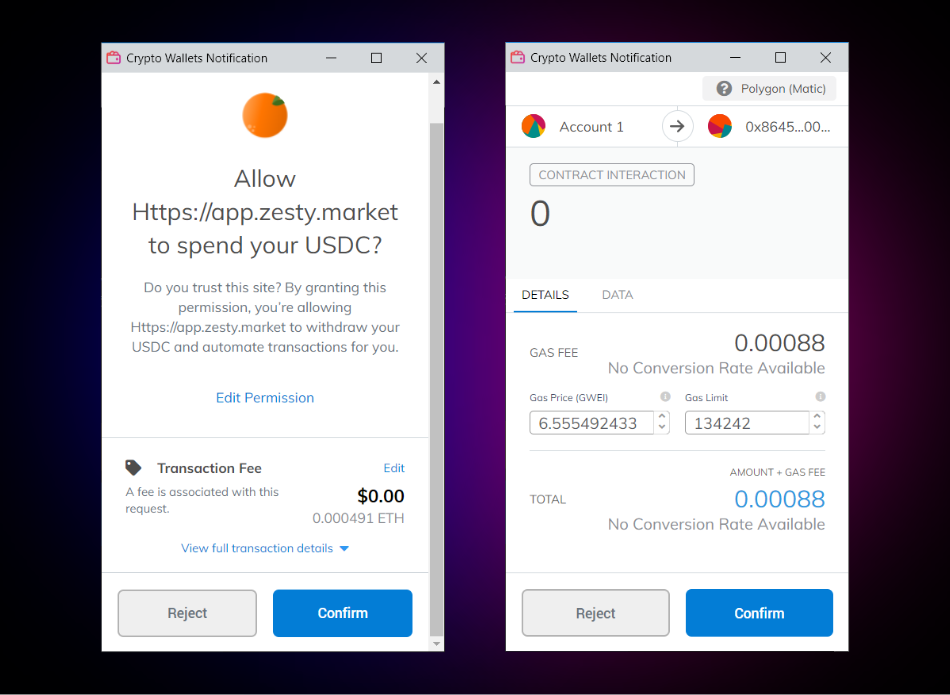 Crypto Wallets Notification
Allow
Https://app.zesty.market
to spend your USDC?
Do you trust this site? By granting this
permission, you're allowing
Https://app.zesty.market to withdraw your
USDC and automate transactions for you.
Edit Permission
Transaction Fee
Edit
A fee is associated with this
request.
$0.00
0.000491 ETH
View full transaction details
Reject
Confirm
Crypto Wallets Notification
? Polygon (Matic)
Account 1
0x8645...00...
CONTRACT INTERACTION
0
DETAILS
DATA
GAS FEE
0.00088
No Conversion Rate Available
Gas Price (GWEI)
Gas Limit
6.555492433
134242
AMOUNT + GAS FEE
TOTAL
0.00088
No Conversion Rate Available
Reject
Confirm